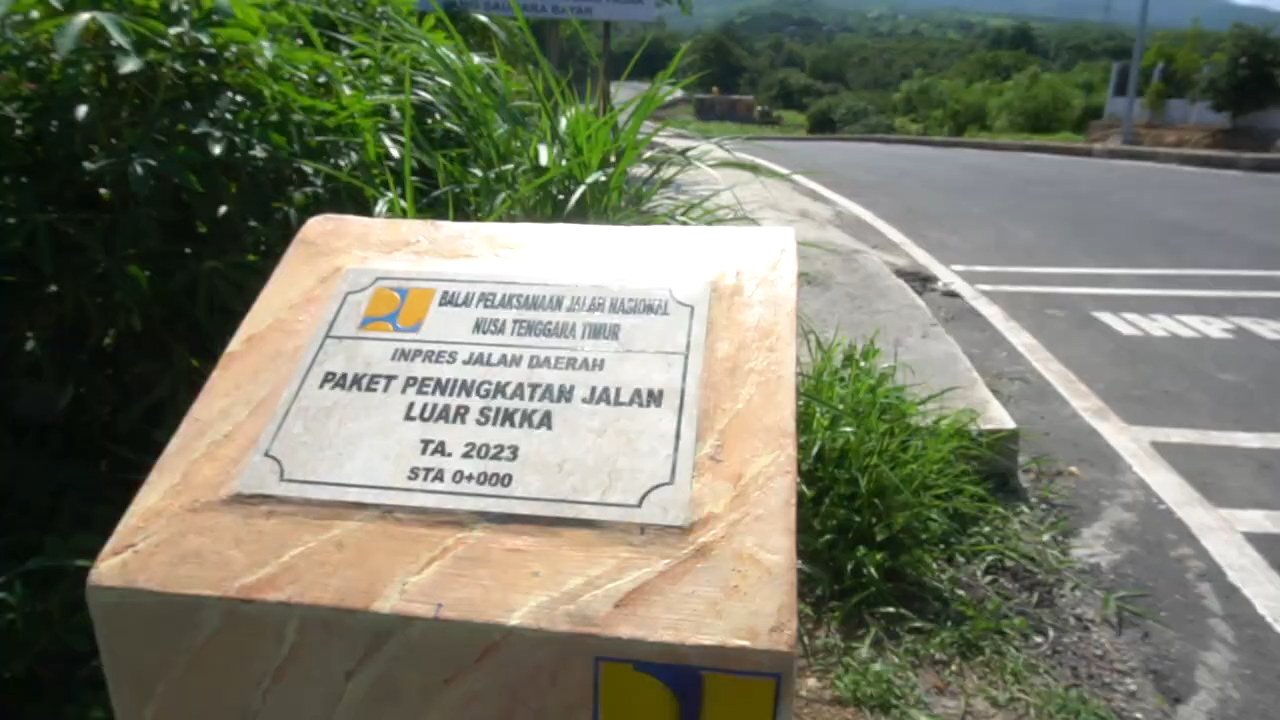 BALAI PELAKSANAAN JALAN NASIONAL
NUSA TENGGARA TIMUR
INPRES JALAN DAERAH
PAKET PENINGKATAN JALAN
LUAR SIKKA
TA. 2023
STA 0+000